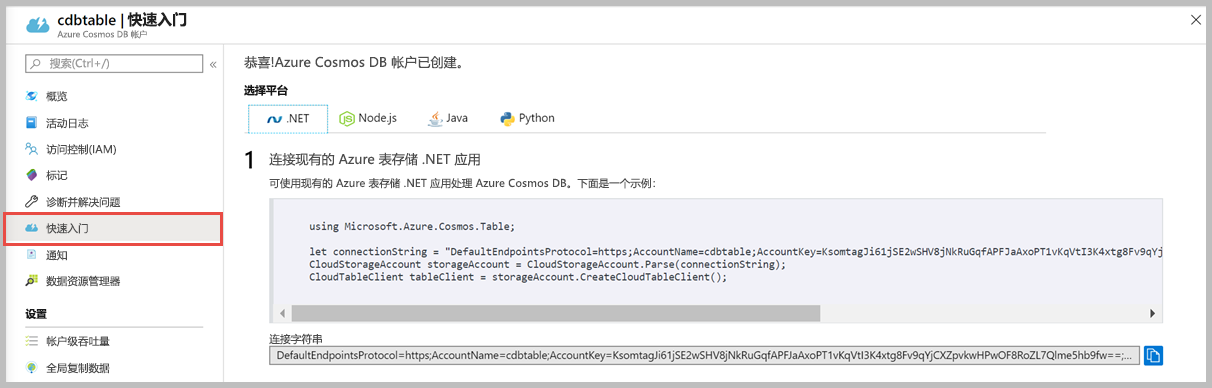 cdbtable | 快速入门
Azure Cosmos DB 帐户
搜索(Ctrl+/)
概览
活动日志
访问控制(IAM)
标记
诊断并解决问题
快速入门
通知
数据资源管理器
设置
帐户级吞吐量
全局复制数据
恭喜!Azure Cosmos DB 帐户已创建。
选择平台
.NET
Node.js
Java
Python
1 连接现有的 Azure 表存储 .NET 应用
可使用现有的 Azure 表存储 .NET 应用处理 Azure Cosmos DB。下面是一个示例:
using Microsoft.Azure.Cosmos.Table;
let connectionString = "DefaultEndpointsProtocol=https;AccountName=cdbtable;AccountKey=KsomtagJi61jSE2wSHV8jNkRuGqfAPFJaAxoPT1vKqVtI3K4xtg8Fv9qYj
CloudStorageAccount storageAccount = CloudStorageAccount.Parse(connectionString);
CloudTableClient tableClient = storageAccount.CreateCloudTableClient();
连接字符串
DefaultEndpointsProtocol=https;AccountName=cdbtable;AccountKey=KsomtagJi61jSE2wSHV8jNkRuGqfAPFJaAxoPT1vKqVtI3K4xtg8Fv9qYjCXZpvkwHPwOF8RoZL7Qlme5hb9fw==;...